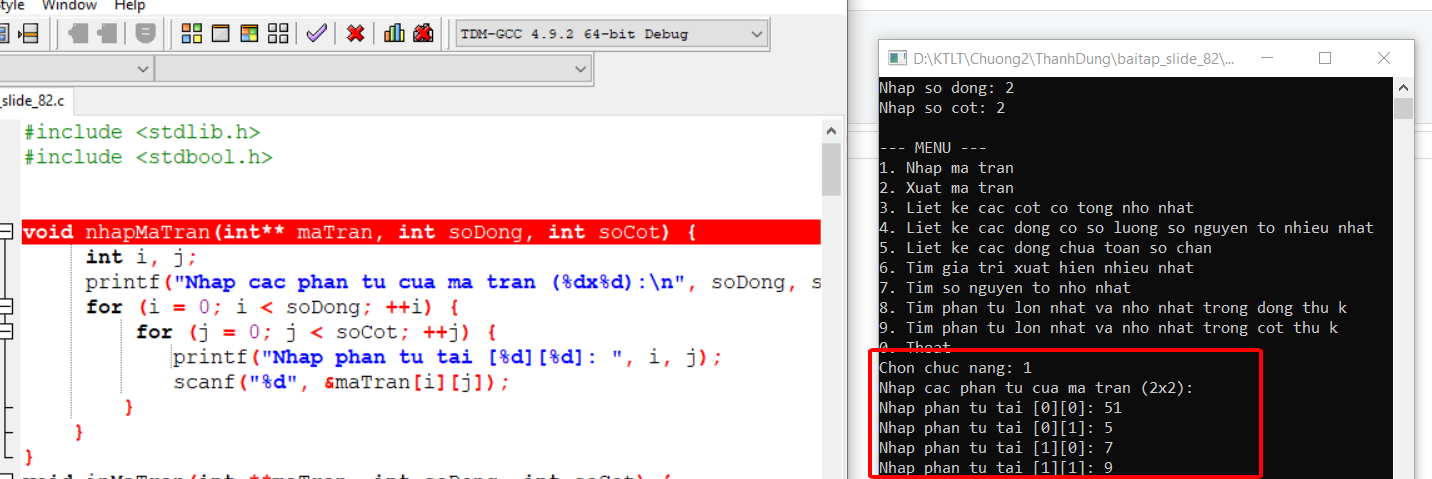 Window Help
TDM-GCC 4.9.2 64-bit Debug
_slide_82.c
#include <stdlib.h>
#include <stdbool.h>
void nhapMaTran(int** maTran, int soDong, int soCot) {
int i, j;
printf("Nhap cac phan tu cua ma tran (%dx%d):\n", soDong, s
for (i = 0; i < soDong; ++i) {
for (j = 0; j < soCot; ++j) {
printf("Nhap phan tu tai [%d][%d]: ", i, j);
scanf("%d", &maTran[i][j]);
}
}
}
D:\KTLT\Chuong2\ThanhDung\baitap_slide_82\...
Nhap so dong: 2
Nhap so cot: 2
--- MENU ---
1. Nhap ma tran
2. Xuat ma tran
3. Liet ke cac cot co tong nho nhat
4. Liet ke cac dong co so luong so nguyen to nhieu nhat
5. Liet ke cac dong chua toan so chan
6. Tim gia tri xuat hien nhieu nhat
7. Tim so nguyen to nho nhat
8. Tim phan tu lon nhat va nho nhat trong dong thu k
9. Tim phan tu lon nhat va nho nhat trong cot thu k
0. Thoat
Chon chuc nang: 1
Nhap cac phan tu cua ma tran (2x2):
Nhap phan tu tai [0][0]: 51
Nhap phan tu tai [0][1]: 5
Nhap phan tu tai [1][0]: 7
Nhap phan tu tai [1][1]: 9